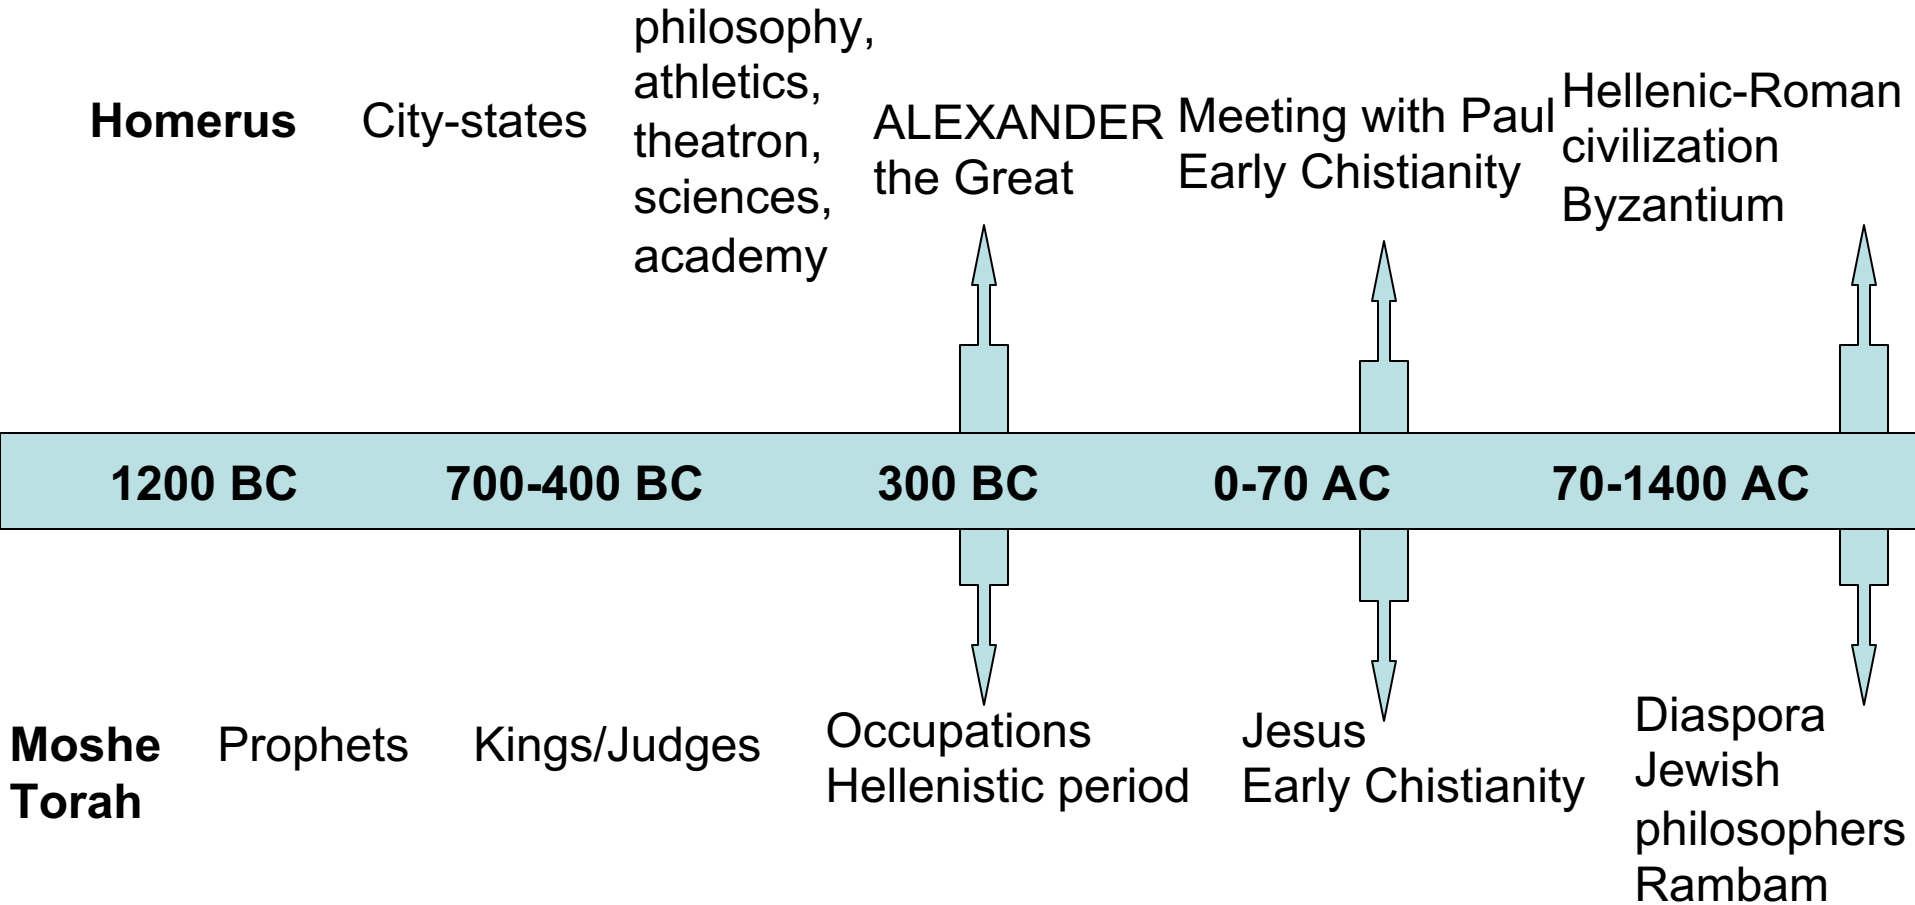 Homerus
City-states
philosophy,
athletics,
theatron,
sciences,
academy
ALEXANDER
the Great
Meeting with Paul
Early Chistianity
Hellenic-Roman
civilization
Byzantium
1200 BC
700-400 BC
300 BC
0-70 AC
70-1400 AC
Moshe
Torah
Prophets
Kings/Judges
Occupations
Hellenistic period
Jesus
Early Chistianity
Diaspora
Jewish
philosophers
Rambam